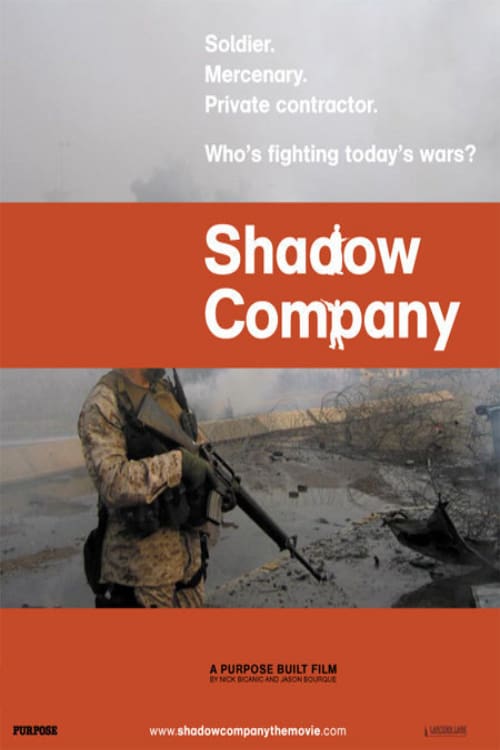 Soldier.
Mercenary.
Private contractor.
Who's fighting today's wars?
Shadow
Company
A PURPOSE BUILT FILM
BY NICK BICANIC AND JASON BOURQUE
PURPOSE
www.shadowcompanythemovie.com